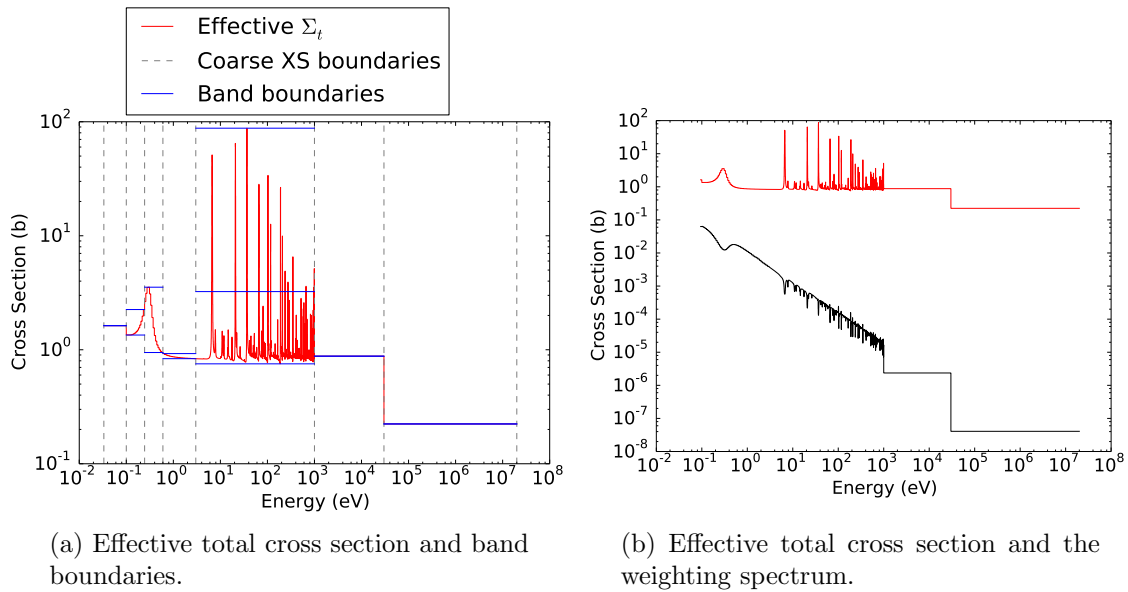 Effective Σt
Coarse XS boundaries
Band boundaries
10^2
10^1
10^0
10^-1
Cross Section (b)
10^-2 10^-1 10^0 10^1 10^2 10^3 10^4 10^5 10^6 10^7 10^8
Energy (eV)
(a) Effective total cross section and band
boundaries.
10^2
10^1
10^0
10^-1
10^-2
10^-3
10^-4
10^-5
10^-6
10^-7
10^-8
Cross Section (b)
10^-2 10^-1 10^0 10^1 10^2 10^3 10^4 10^5 10^6 10^7 10^8
Energy (eV)
(b) Effective total cross section and the
weighting spectrum.